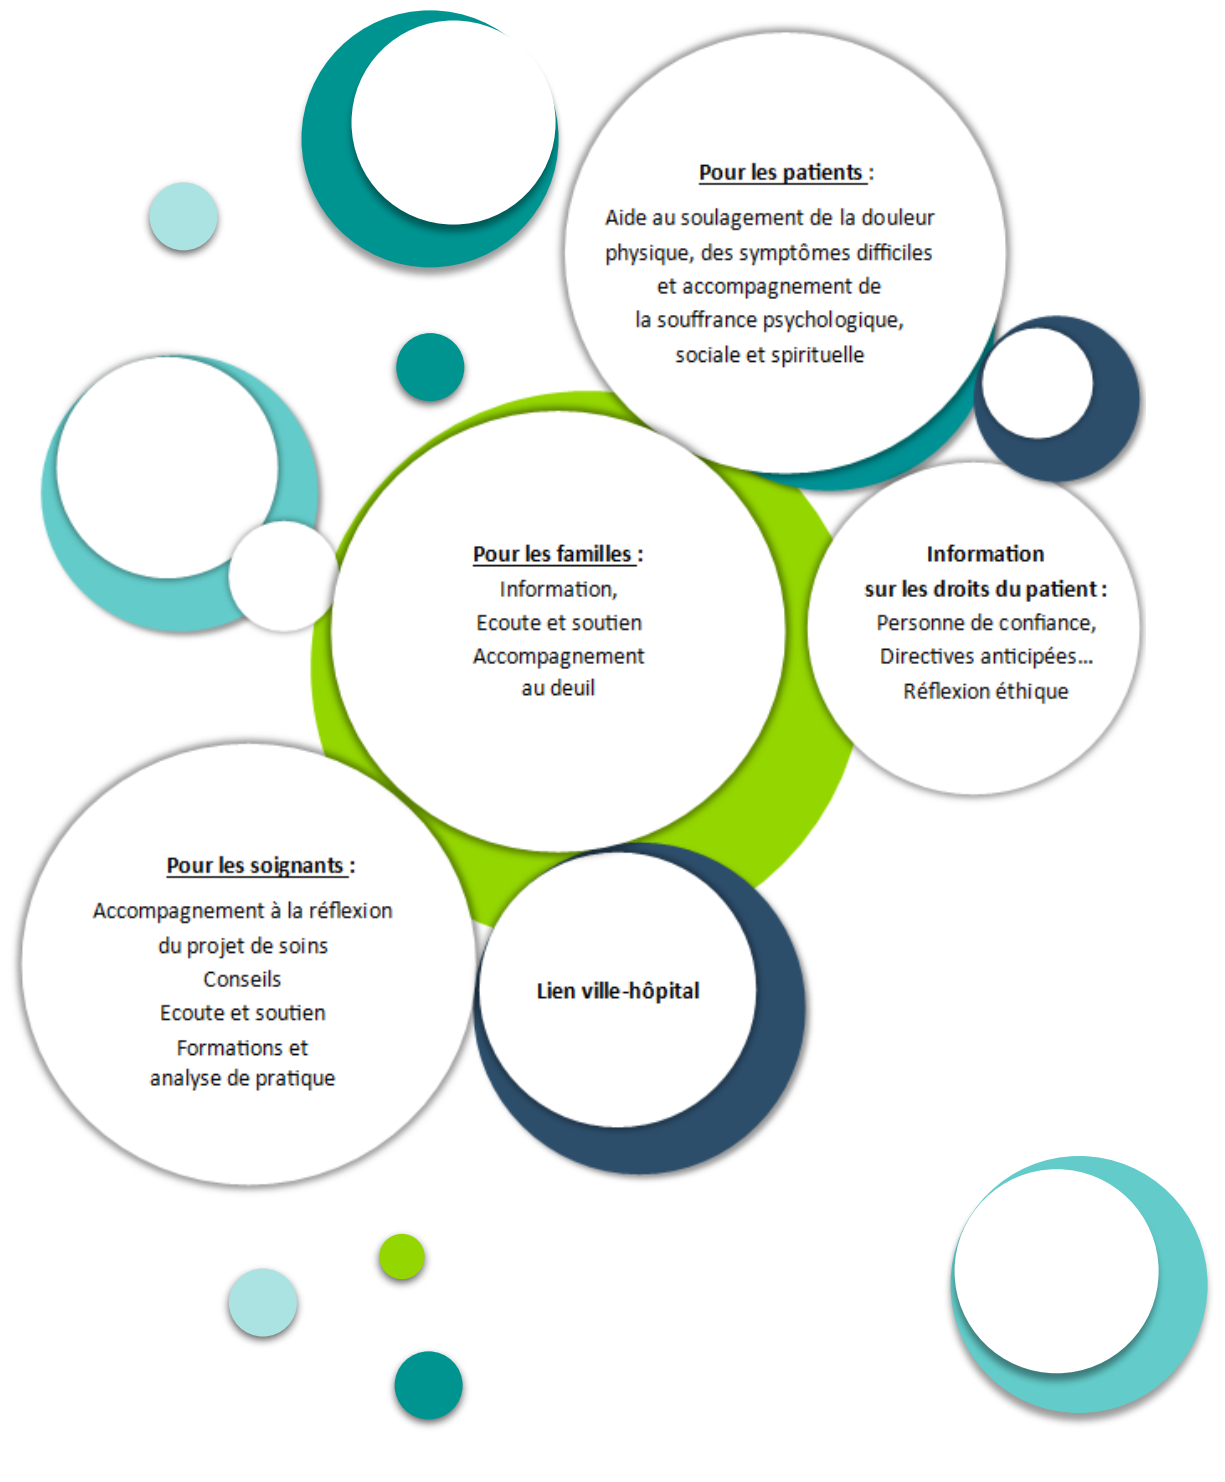 Pour les patients :
Aide au soulagement de la douleur
physique, des symptômes difficiles
et accompagnement de
la souffrance psychologique,
sociale et spirituelle
Pour les familles :
Information,
Ecoute et soutien
Accompagnement
au deuil
Information
sur les droits du patient :
Personne de confiance,
Directives anticipées...
Réflexion éthique
Pour les soignants :
Accompagnement à la réflexion
du projet de soins
Conseils
Ecoute et soutien
Formations et
analyse de pratique
Lien ville-hôpital